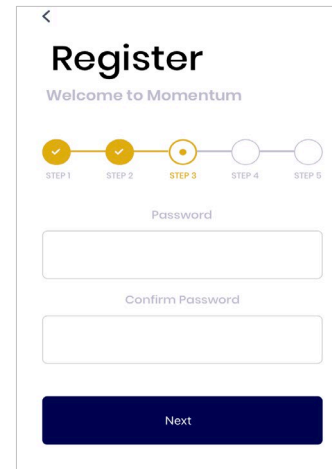 Register
Welcome to Momentum
STEP 1 STEP 2 STEP 3 STEP 4 STEP 5
Password
Confirm Password
Next